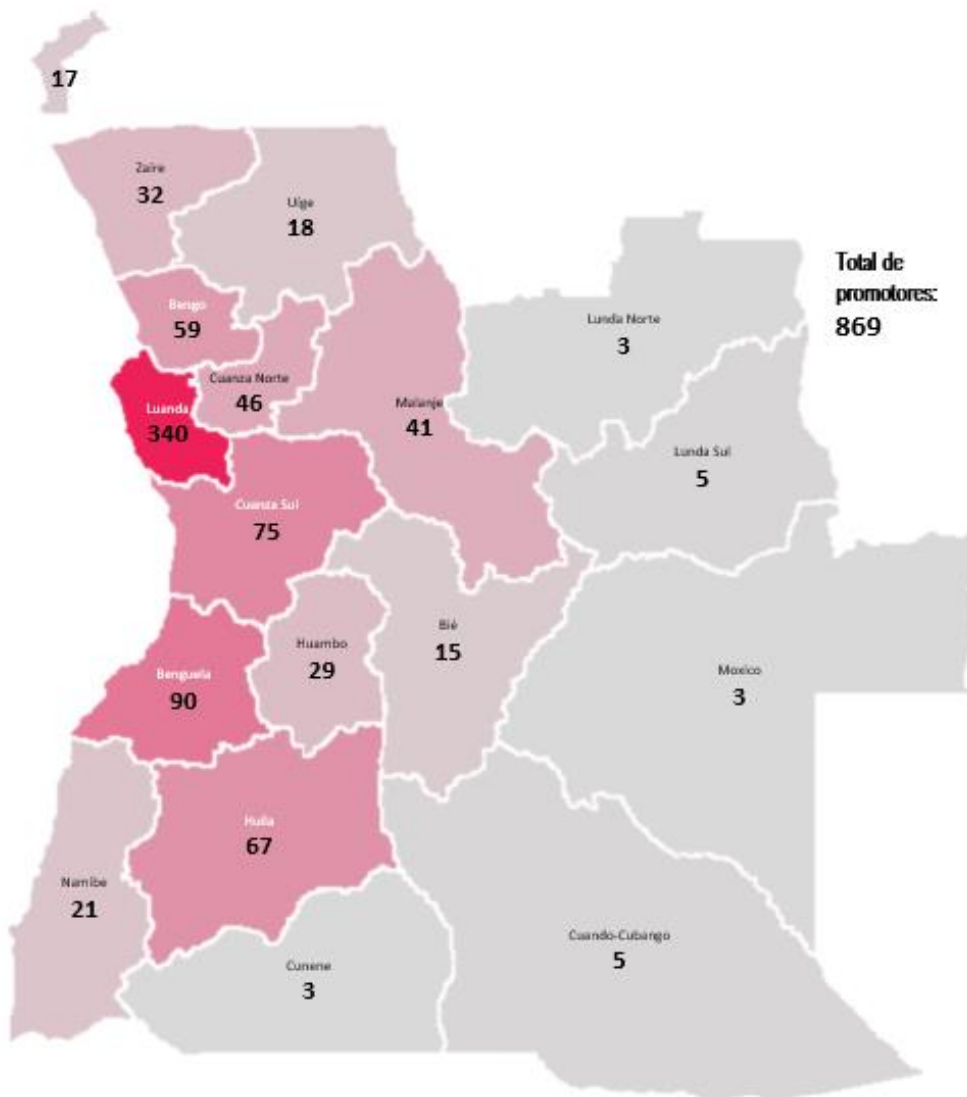 17
Zaire
32
Uíge
18
Bengo
59
Lunda Norte
3
Total de
promotores:
869
Cuanza Norte
46
Luanda
340
Malanje
41
Lunda Sul
5
Cuanza Sul
75
Huambo
29
Bié
15
Moxico
3
Benguela
90
Huíla
67
Namibe
21
Cunene
3
Cuando-Cubango
5